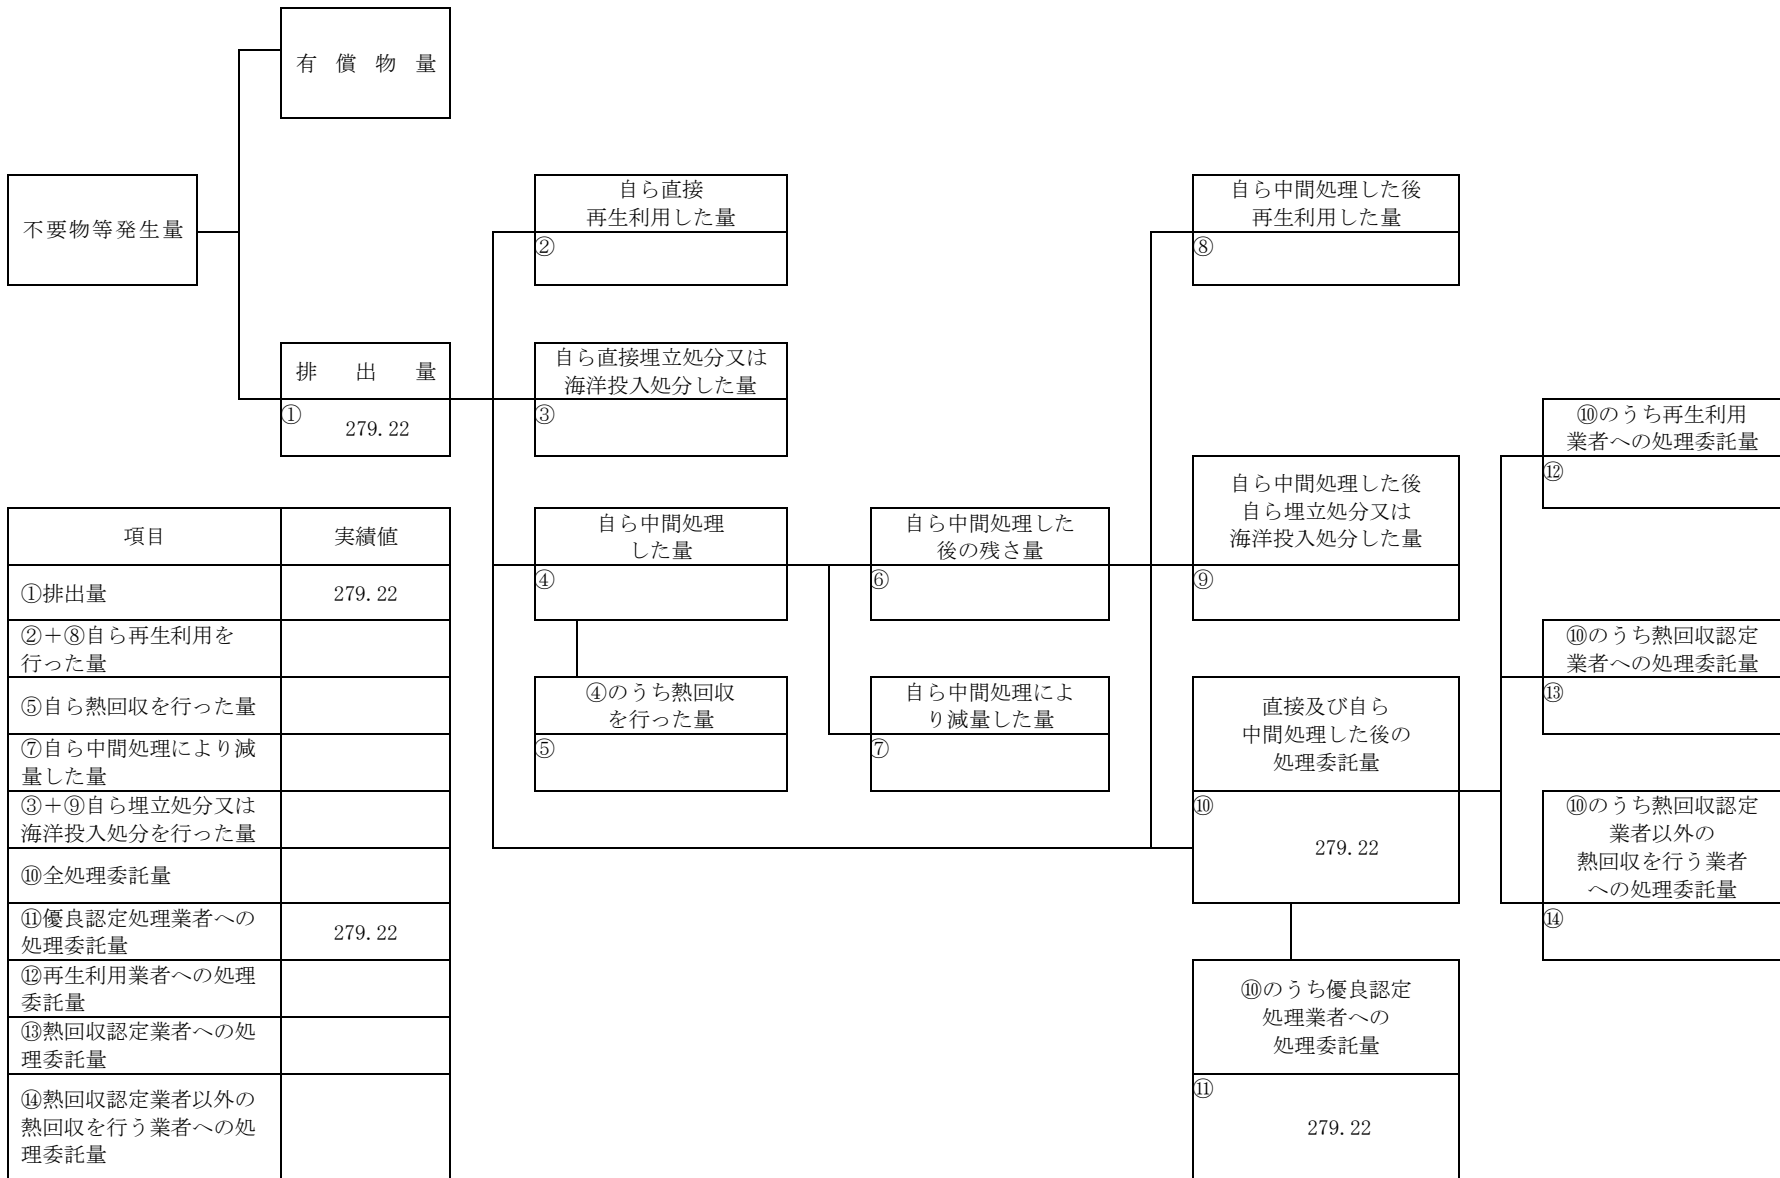 有償物量
不要物等発生量
自ら直接
再生利用した量
②
自ら中間処理した後
再生利用した量
⑧
排出量
①
279.22
自ら直接埋立処分又は
海洋投入処分した量
③
⑩のうち再生利用
業者への処理委託量
⑫
自ら中間処理
した量
④
自ら中間処理した
後の残さ量
⑥
自ら中間処理した後
自ら埋立処分又は
海洋投入処分した量
⑨
⑩のうち熱回収認定
業者への処理委託量
⑬
④のうち熱回収
を行った量
⑤
自ら中間処理によ
り減量した量
⑦
直接及び自ら
中間処理した後の
処理委託量
⑩
279.22
⑩のうち熱回収認定
業者以外の
熱回収を行う業者
への処理委託量
⑭
⑩のうち優良認定
処理業者への
処理委託量
⑪
279.22
項目 実績値
①排出量 279.22
②+⑧自ら再生利用を
行った量
⑤自ら熱回収を行った量
⑦自ら中間処理により減
量した量
③+⑨自ら埋立処分又は
海洋投入処分を行った量
⑩全処理委託量
⑪優良認定処理業者への
処理委託量 279.22
⑫再生利用業者への処理
委託量
⑬熱回収認定業者への処
理委託量
⑭熱回収認定業者以外の
熱回収を行う業者への処
理委託量